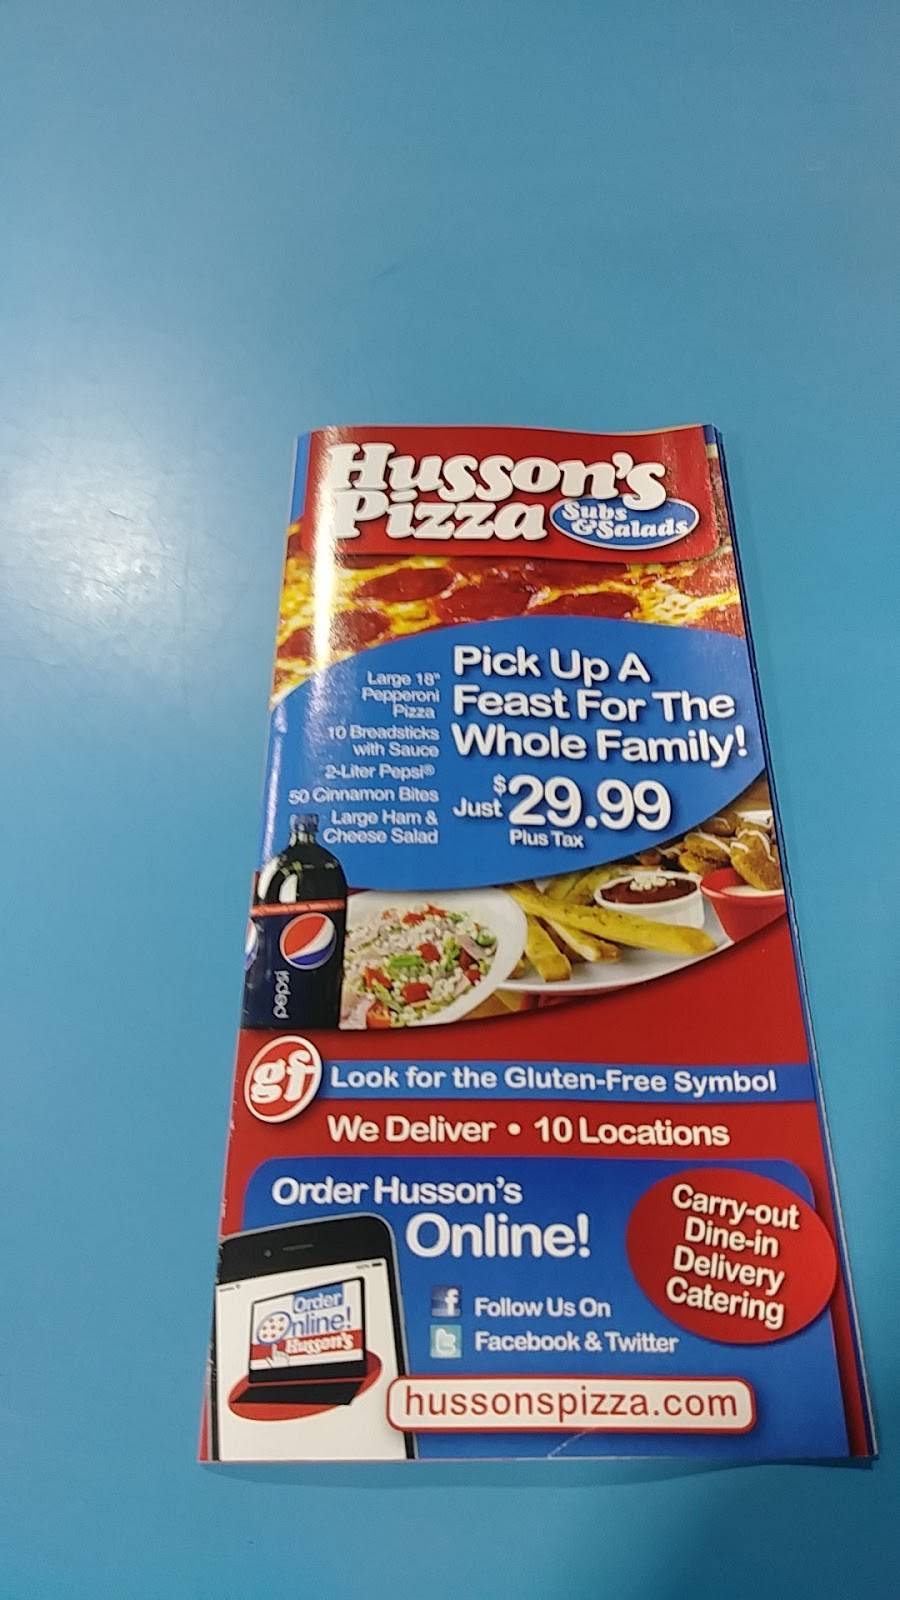 Husson's
Pizza
Subs
& Salads
Pick Up A
Feast For The
Whole Family!
Just $29.99
Plus Tax
Large 18"
Pepperoni
Pizza
10 Breadsticks
with Sauce
2-Liter Pepsi®
50 Cinnamon Bites
Large Ham &
Cheese Salad
pepsi
gf
Look for the Gluten-Free Symbol
We Deliver • 10 Locations
Order Husson's
Online!
Carry-out
Dine-in
Delivery
Catering
Order
Online!
Husson's
f
Follow Us On
t
Facebook & Twitter
hussonspizza.com